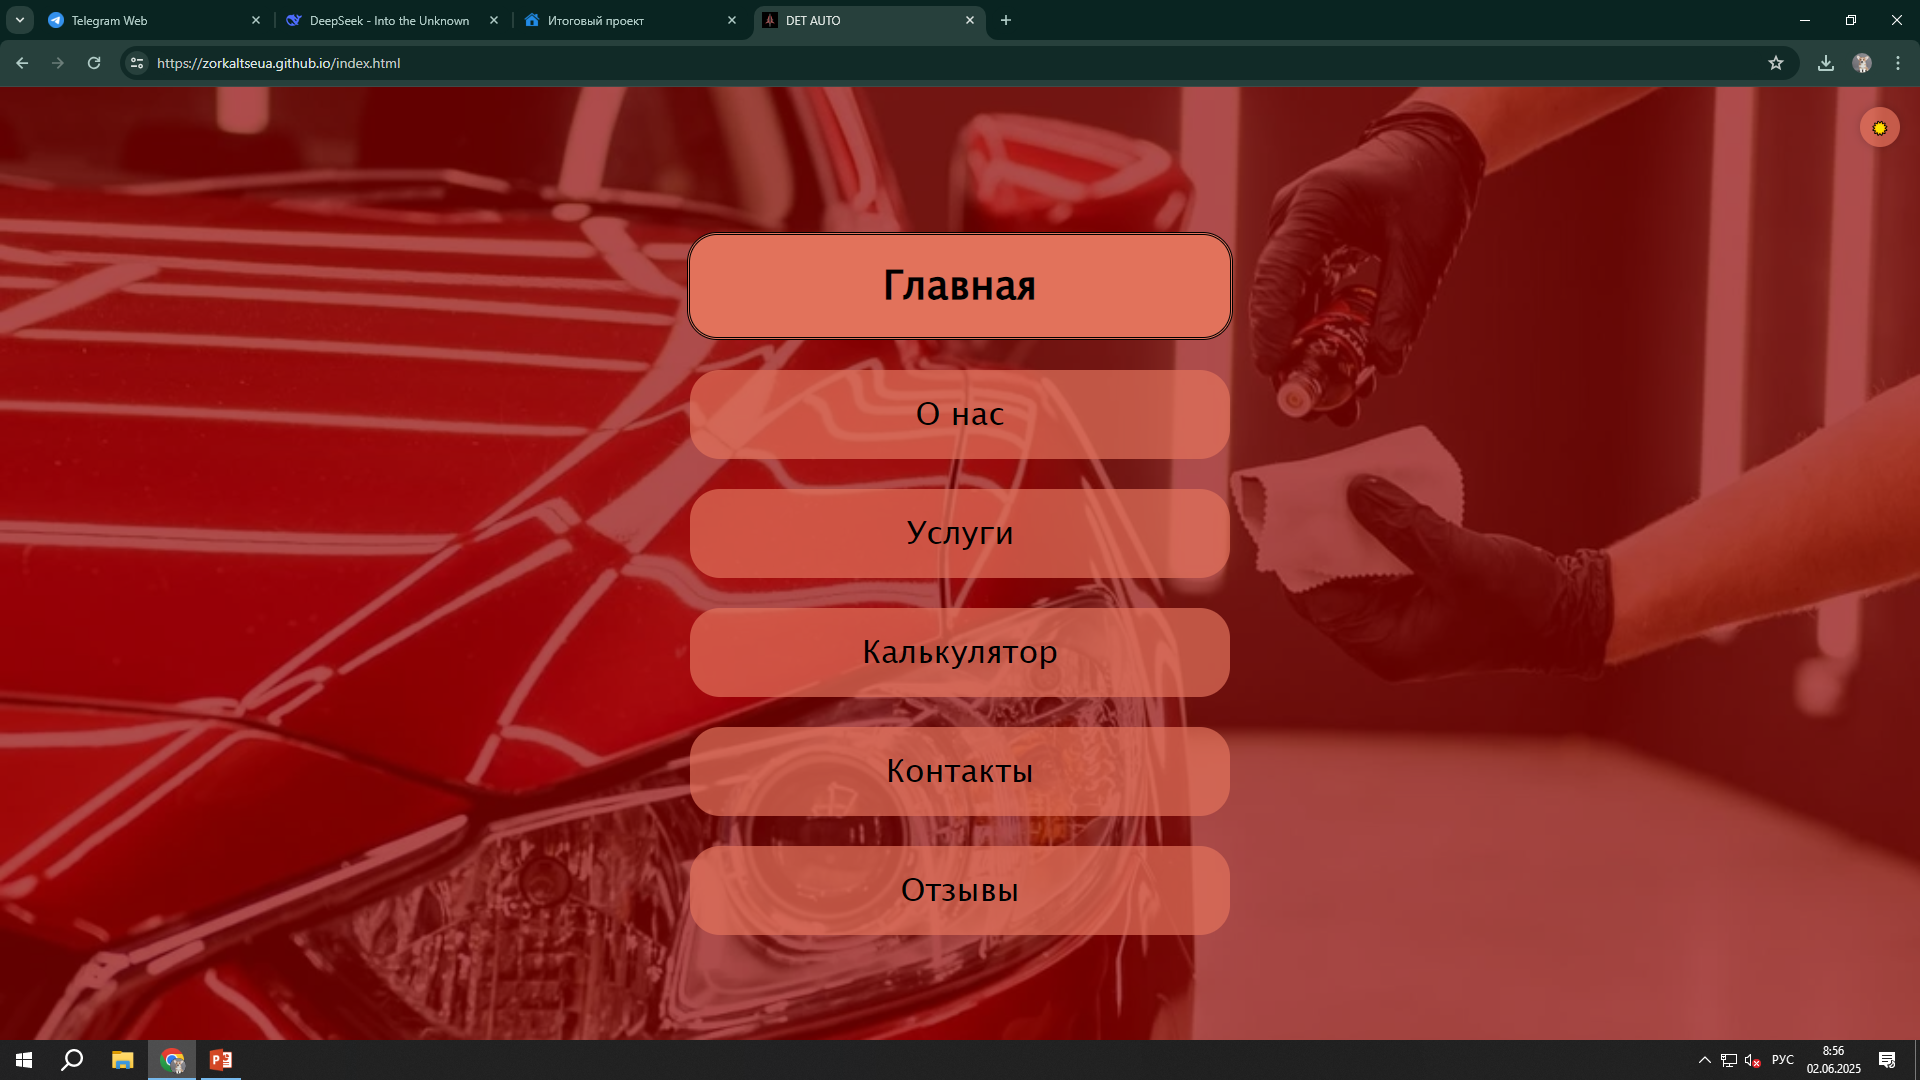 Telegram Web
DeepSeek - Into the Unknown
Итоговый проект
DET AUTO
https://zorkaltseua.github.io/index.html
Главная
О нас
Услуги
Калькулятор
Контакты
Отзывы
РУС
8:56
02.06.2025